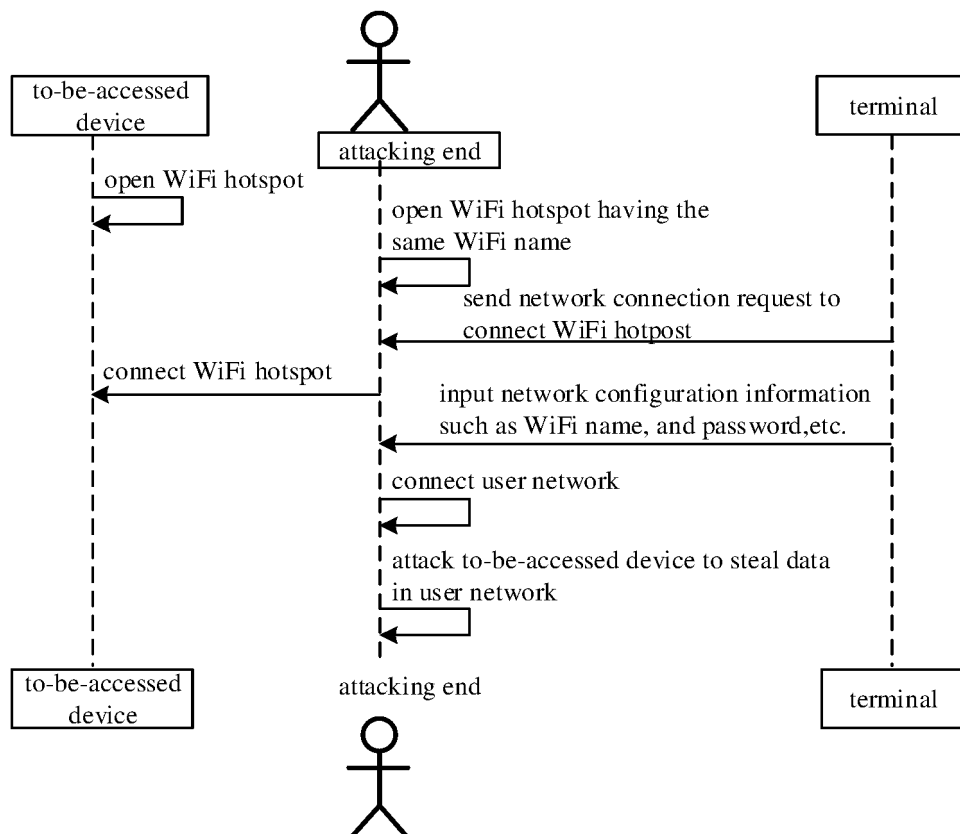 to-be-accessed
device
attacking end
terminal
open WiFi hotspot
open WiFi hotspot having the
same WiFi name
send network connection request to
connect WiFi hotpost
connect WiFi hotspot
input network configuration information
such as WiFi name, and password,etc.
connect user network
attack to-be-accessed device to steal data
in user network
to-be-accessed
device
attacking end
terminal